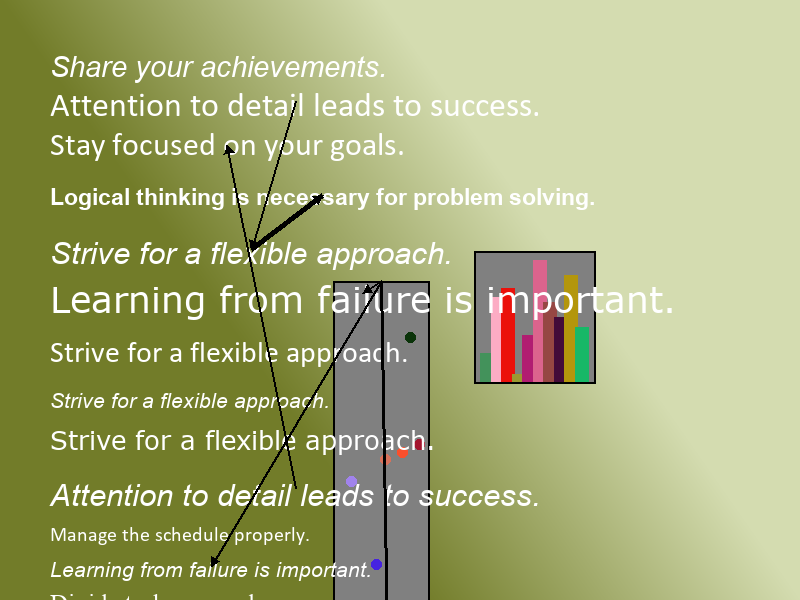 Share your achievements.
Attention to detail leads to success.
Stay focused on your goals.
Logical thinking is necessary for problem solving.
Strive for a flexible approach.
Learning from failure is important.
Strive for a flexible approach.
Strive for a flexible approach.
Strive for a flexible approach.
Attention to detail leads to success.
Manage the schedule properly.
Learning from failure is important.